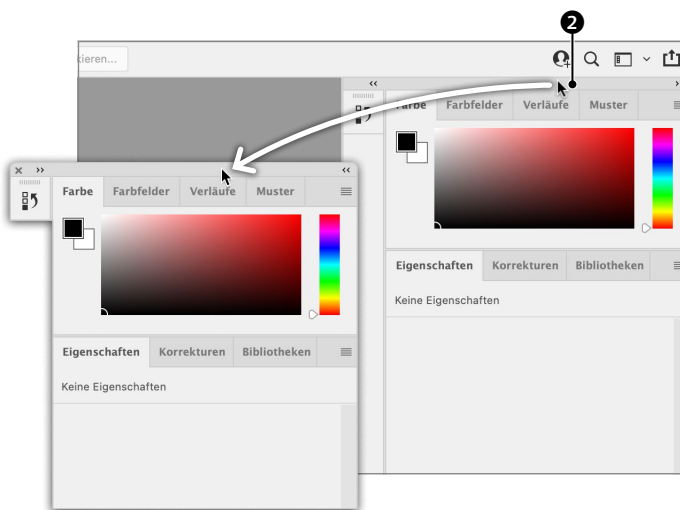 2
kieren...
Farbe Farbfelder Verläufe Muster
Eigenschaften Korrekturen Bibliotheken
Keine Eigenschaften
Farbe Farbfelder Verläufe Muster
Eigenschaften Korrekturen Bibliotheken
Keine Eigenschaften